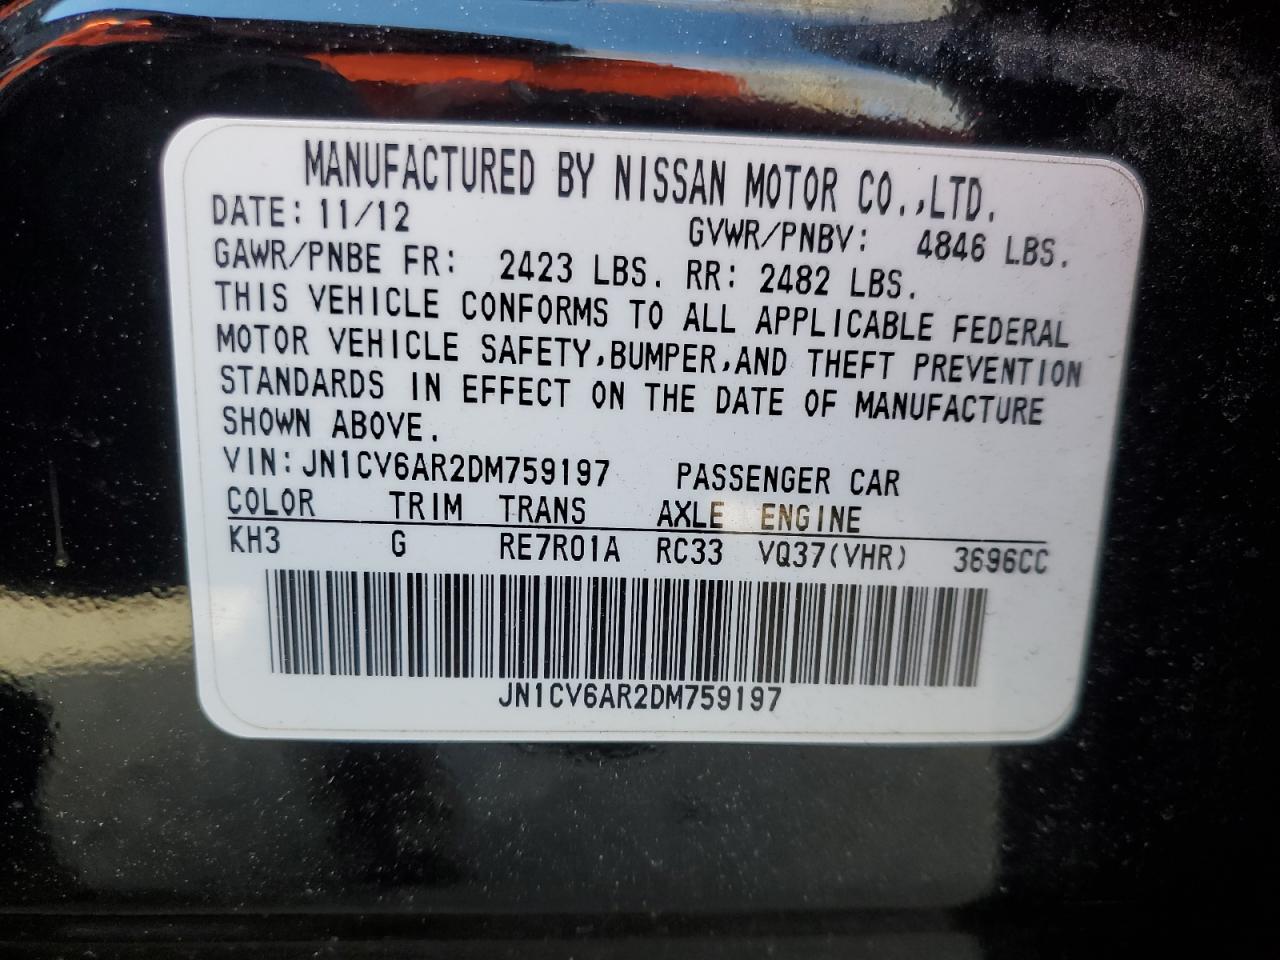 MANUFACTURED BY NISSAN MOTOR CO.,LTD.
DATE: 11/12 GVWR/PNBV: 4846 LBS.
GAWR/PNBE FR: 2423 LBS. RR: 2482 LBS.
THIS VEHICLE CONFORMS TO ALL APPLICABLE FEDERAL
MOTOR VEHICLE SAFETY,BUMPER,AND THEFT PREVENTION
STANDARDS IN EFFECT ON THE DATE OF MANUFACTURE
SHOWN ABOVE.
VIN: JN1CV6AR2DM759197 PASSENGER CAR
COLOR TRIM TRANS AXLE ENGINE
KH3 G RE7R01A RC33 VQ37(VHR) 3696CC
JN1CV6AR2DM759197